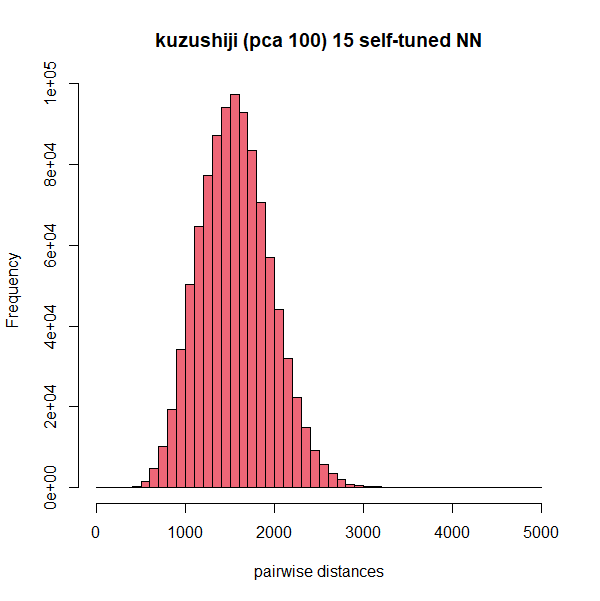 kuzushiji (pca 100) 15 self-tuned NN
Frequency
1e+05
8e+04
6e+04
4e+04
2e+04
0e+00
0 1000 2000 3000 4000 5000
pairwise distances